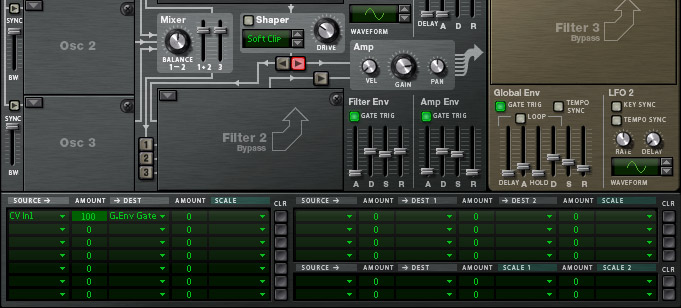 SYNC
Osc 2
BW
SYNC
Osc 3
BW
Mixer
BALANCE
1 – 2
1 + 2
3
Shaper
Soft Clip
DRIVE
WAVEFORM
DELAY A D R
Amp
VEL
GAIN
PAN
Filter 2
Bypass
1
2
3
Filter Env
GATE TRIG
A D S R
Amp Env
GATE TRIG
A D S R
Filter 3
Bypass
Global Env
GATE TRIG
TEMPO
SYNC
LOOP
DELAY A HOLD D S R
LFO 2
KEY SYNC
TEMPO SYNC
RATE
DELAY
WAVEFORM
SOURCE → AMOUNT → DEST AMOUNT SCALE CLR
CV In1 100 G.Env Gate 0
0 0
0 0
0 0
0 0
0 0
0 0
SOURCE → AMOUNT → DEST 1 AMOUNT → DEST 2 AMOUNT SCALE CLR
0 0 0
0 0 0
0 0 0
0 0 0
SOURCE → AMOUNT → DEST AMOUNT SCALE 1 AMOUNT SCALE 2 CLR
0 0 0
0 0 0